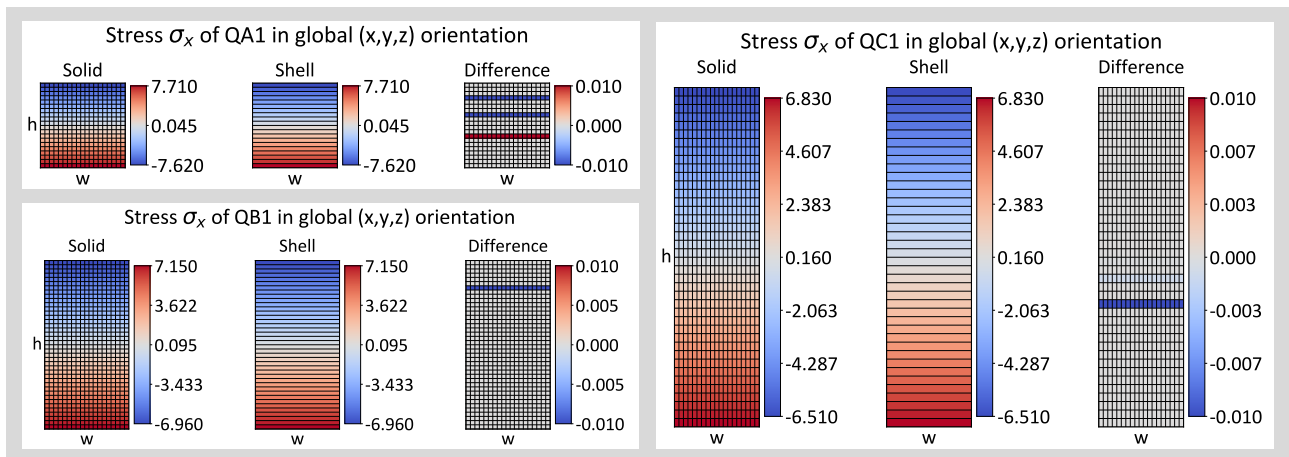 Stress σx of QA1 in global (x,y,z) orientation
Solid
Shell
Difference
7.710
0.045
-7.620
7.710
0.045
-7.620
0.010
0.000
-0.010
h
w
w
w
Stress σx of QB1 in global (x,y,z) orientation
Solid
Shell
Difference
7.150
3.622
0.095
-3.433
-6.960
7.150
3.622
0.095
-3.433
-6.960
0.010
0.005
0.000
-0.005
-0.010
h
w
w
w
Stress σx of QC1 in global (x,y,z) orientation
Solid
Shell
Difference
6.830
4.607
2.383
0.160
-2.063
-4.287
-6.510
6.830
4.607
2.383
0.160
-2.063
-4.287
-6.510
0.010
0.007
0.003
0.000
-0.003
-0.007
-0.010
h
w
w
w